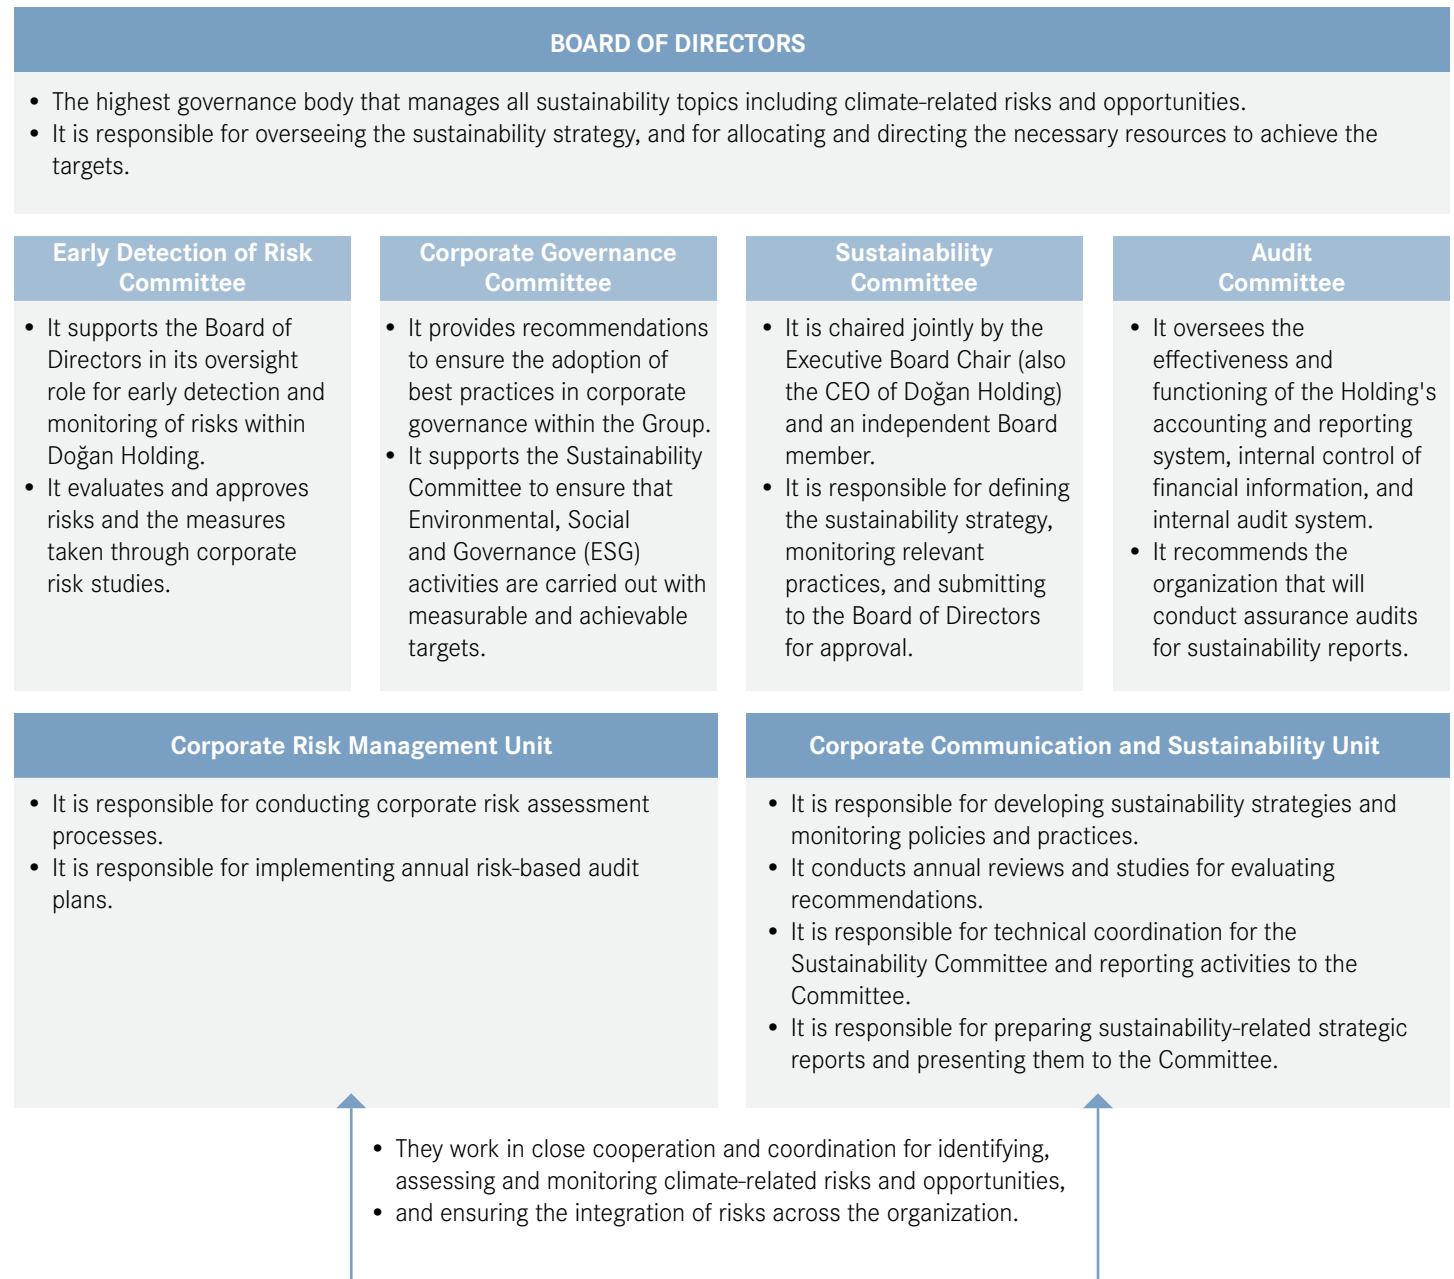 BOARD OF DIRECTORS
• The highest governance body that manages all sustainability topics including climate-related risks and opportunities.
• It is responsible for overseeing the sustainability strategy, and for allocating and directing the necessary resources to achieve the
targets.
Early Detection of Risk
Committee
• It supports the Board of
Directors in its oversight
role for early detection and
monitoring of risks within
Doğan Holding.
• It evaluates and approves
risks and the measures
taken through corporate
risk studies.
Corporate Governance
Committee
• It provides recommendations
to ensure the adoption of
best practices in corporate
governance within the Group.
• It supports the Sustainability
Committee to ensure that
Environmental, Social
and Governance (ESG)
activities are carried out with
measurable and achievable
targets.
Sustainability
Committee
• It is chaired jointly by the
Executive Board Chair (also
the CEO of Doğan Holding)
and an independent Board
member.
• It is responsible for defining
the sustainability strategy,
monitoring relevant
practices, and submitting
to the Board of Directors
for approval.
Audit
Committee
• It oversees the
effectiveness and
functioning of the Holding's
accounting and reporting
system, internal control of
financial information, and
internal audit system.
• It recommends the
organization that will
conduct assurance audits
for sustainability reports.
Corporate Risk Management Unit
• It is responsible for conducting corporate risk assessment
processes.
• It is responsible for implementing annual risk-based audit
plans.
Corporate Communication and Sustainability Unit
• It is responsible for developing sustainability strategies and
monitoring policies and practices.
• It conducts annual reviews and studies for evaluating
recommendations.
• It is responsible for technical coordination for the
Sustainability Committee and reporting activities to the
Committee.
• It is responsible for preparing sustainability-related strategic
reports and presenting them to the Committee.
• They work in close cooperation and coordination for identifying,
assessing and monitoring climate-related risks and opportunities,
• and ensuring the integration of risks across the organization.